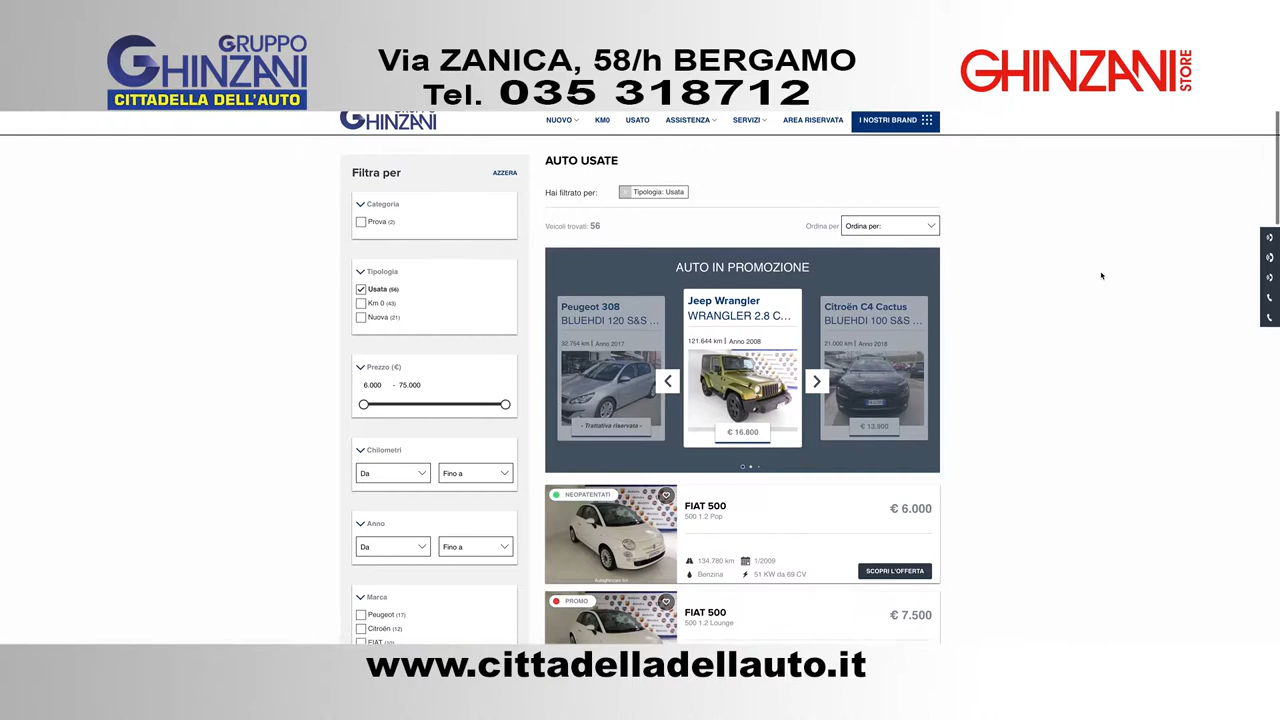 GRUPPO
GHINZANI
CITTADELLA DELL'AUTO
Via ZANICA, 58/h BERGAMO
Tel. 035 318712
GHINZANI STORE
GHINZANI
NUOVO KM0 USATO ASSISTENZA SERVIZI AREA RISERVATA I NOSTRI BRAND
Filtra per AZZERA
Categoria
Prova (2)
Tipologia
Usata (56)
Km 0 (43)
Nuova (21)
Prezzo (€)
6.000 - 75.000
Chilometri
Da Fino a
Anno
Da Fino a
Marca
Peugeot (17)
Citroën (12)
FIAT (10)
AUTO USATE
Hai filtrato per: Tipologia: Usata
Veicoli trovati: 56 Ordina per Ordina per:
AUTO IN PROMOZIONE
Peugeot 308
BLUEHDI 120 S&S ...
32.754 km | Anno 2017
- Trattativa riservata -
Jeep Wrangler
WRANGLER 2.8 C...
121.644 km | Anno 2008
€ 16.800
Citroën C4 Cactus
BLUEHDI 100 S&S ...
21.000 km | Anno 2018
€ 13.800
NEOPATENTATI
FIAT 500 € 6.000
500 1.2 Pop
134.780 km 1/2009
Benzina 51 KW da 69 CV SCOPRI L'OFFERTA
PROMO
FIAT 500 € 7.500
500 1.2 Lounge
www.cittadelladellauto.it